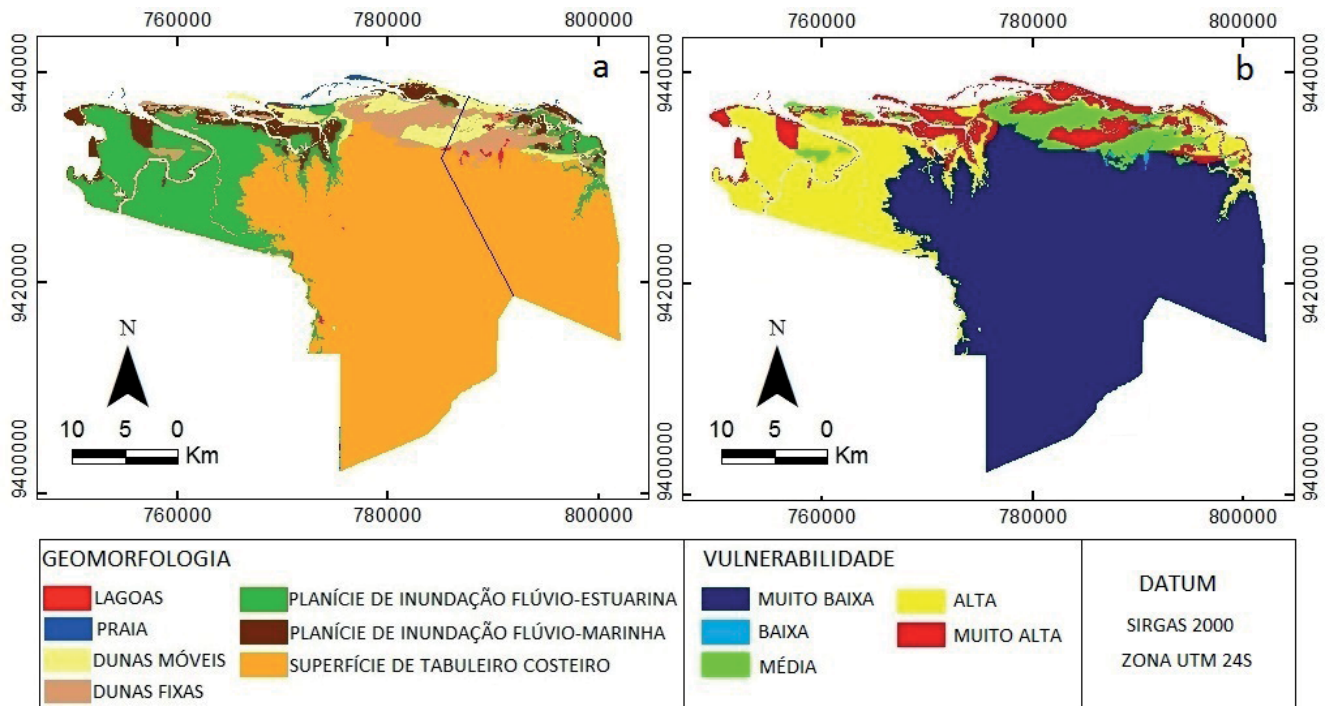 760000 780000 800000 760000 780000 800000
a
b
9440000 9440000 9440000
9420000 9420000 9420000
9400000 9400000 9400000
N
N
10 5 0
Km
10 5 0
Km
760000 780000 800000 760000 780000 800000
GEOMORFOLOGIA
LAGOAS
PRAIA
DUNAS MÓVEIS
DUNAS FIXAS
PLANÍCIE DE INUNDAÇÃO FLÚVIO-ESTUARINA
PLANÍCIE DE INUNDAÇÃO FLÚVIO-MARINHA
SUPERFÍCIE DE TABULEIRO COSTEIRO
VULNERABILIDADE
MUITO BAIXA
BAIXA
MÉDIA
ALTA
MUITO ALTA
DATUM
SIRGAS 2000
ZONA UTM 24S